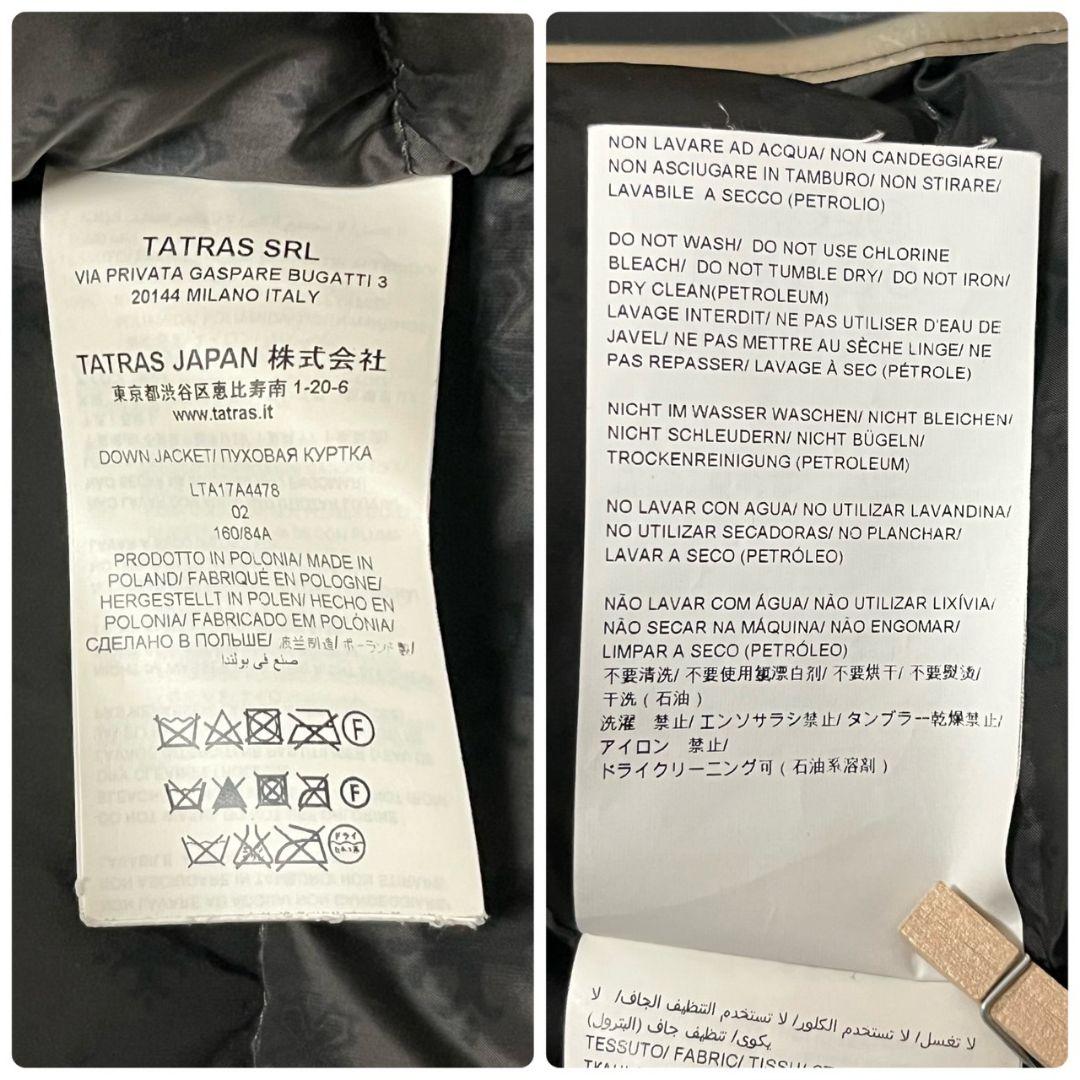 TATRAS SRL
VIA PRIVATA GASPARE BUGATTI 3
20144 MILANO ITALY
TATRAS JAPAN 株式会社
東京都渋谷区恵比寿南 1-20-6
www.tatras.it
DOWN JACKET/ ПУХОВАЯ КУРТКА
LTA17A4478
02
160/84A
PRODOTTO IN POLONIA/ MADE IN
POLAND/ FABRIQUÉ EN POLOGNE/
HERGESTELLT IN POLEN/ HECHO EN
POLONIA/ FABRICADO EM POLÓNIA/
СДЕЛАНО В ПОЛЬШЕ/ 波兰制造/ ポーランド製/
صنع في بولندا
F
F
ドライ
NON LAVARE AD ACQUA/ NON CANDEGGIARE/
NON ASCIUGARE IN TAMBURO/ NON STIRARE/
LAVABILE A SECCO (PETROLIO)
DO NOT WASH/ DO NOT USE CHLORINE
BLEACH/ DO NOT TUMBLE DRY/ DO NOT IRON/
DRY CLEAN(PETROLEUM)
LAVAGE INTERDIT/ NE PAS UTILISER D'EAU DE
JAVEL/ NE PAS METTRE AU SÈCHE LINGE/ NE
PAS REPASSER/ LAVAGE À SEC (PÉTROLE)
NICHT IM WASSER WASCHEN/ NICHT BLEICHEN/
NICHT SCHLEUDERN/ NICHT BÜGELN/
TROCKENREINIGUNG (PETROLEUM)
NO LAVAR CON AGUA/ NO UTILIZAR LAVANDINA/
NO UTILIZAR SECADORAS/ NO PLANCHAR/
LAVAR A SECO (PETRÓLEO)
NÃO LAVAR COM ÁGUA/ NÃO UTILIZAR LIXÍVIA/
NÃO SECAR NA MÁQUINA/ NÃO ENGOMAR/
LIMPAR A SECO (PETRÓLEO)
不要清洗/ 不要使用氯漂白剂/ 不要烘干/ 不要熨烫/
干洗 ( 石油 )
洗濯 禁止/ エンソサラシ禁止/ タンブラー乾燥禁止/
アイロン 禁止/
ドライクリーニング可 ( 石油系溶剤 )
لا تغسل/ لا تستخدم الكلور/ لا تستخدم التنظيف الجاف/ لا
يكوى/ تنظيف جاف (البترول)
TESSUTO/ FABRIC/